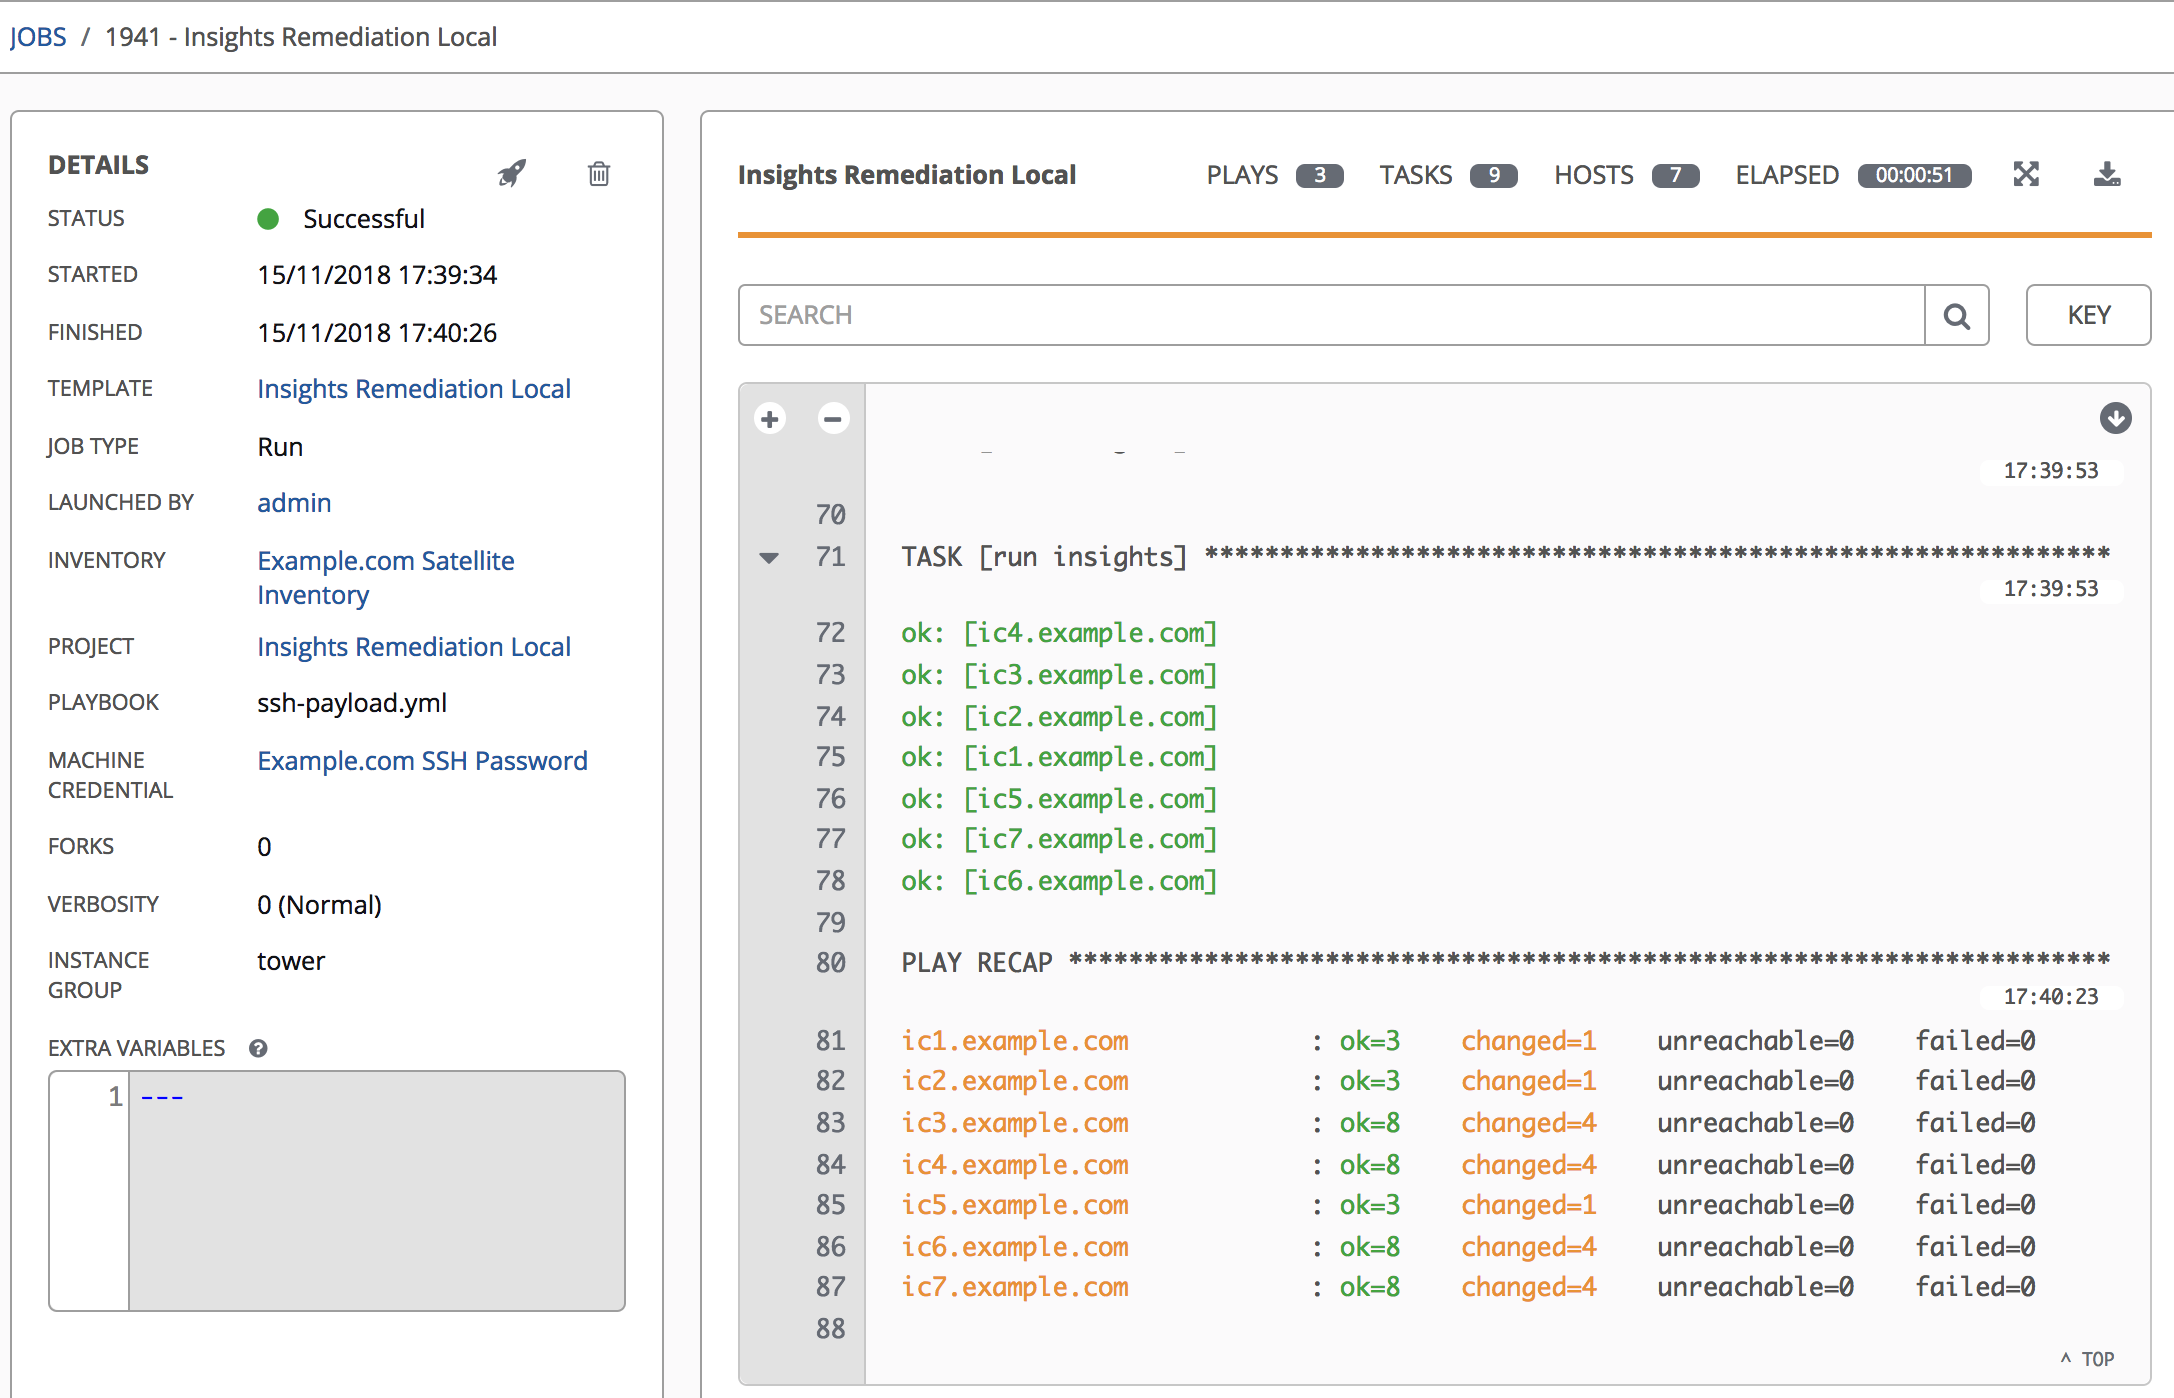 JOBS / 1941 - Insights Remediation Local
DETAILS
STATUS Successful
STARTED 15/11/2018 17:39:34
FINISHED 15/11/2018 17:40:26
TEMPLATE Insights Remediation Local
JOB TYPE Run
LAUNCHED BY admin
INVENTORY Example.com Satellite
Inventory
PROJECT Insights Remediation Local
PLAYBOOK ssh-payload.yml
MACHINE Example.com SSH Password
CREDENTIAL
FORKS 0
VERBOSITY 0 (Normal)
INSTANCE tower
GROUP
EXTRA VARIABLES ?
1 ---
Insights Remediation Local PLAYS 3 TASKS 9 HOSTS 7 ELAPSED 00:00:51
SEARCH KEY
17:39:53
70
71 TASK [run insights] ************************************************************
17:39:53
72 ok: [ic4.example.com]
73 ok: [ic3.example.com]
74 ok: [ic2.example.com]
75 ok: [ic1.example.com]
76 ok: [ic5.example.com]
77 ok: [ic7.example.com]
78 ok: [ic6.example.com]
79
80 PLAY RECAP *********************************************************************
17:40:23
81 ic1.example.com : ok=3 changed=1 unreachable=0 failed=0
82 ic2.example.com : ok=3 changed=1 unreachable=0 failed=0
83 ic3.example.com : ok=8 changed=4 unreachable=0 failed=0
84 ic4.example.com : ok=8 changed=4 unreachable=0 failed=0
85 ic5.example.com : ok=3 changed=1 unreachable=0 failed=0
86 ic6.example.com : ok=8 changed=4 unreachable=0 failed=0
87 ic7.example.com : ok=8 changed=4 unreachable=0 failed=0
88
^ TOP